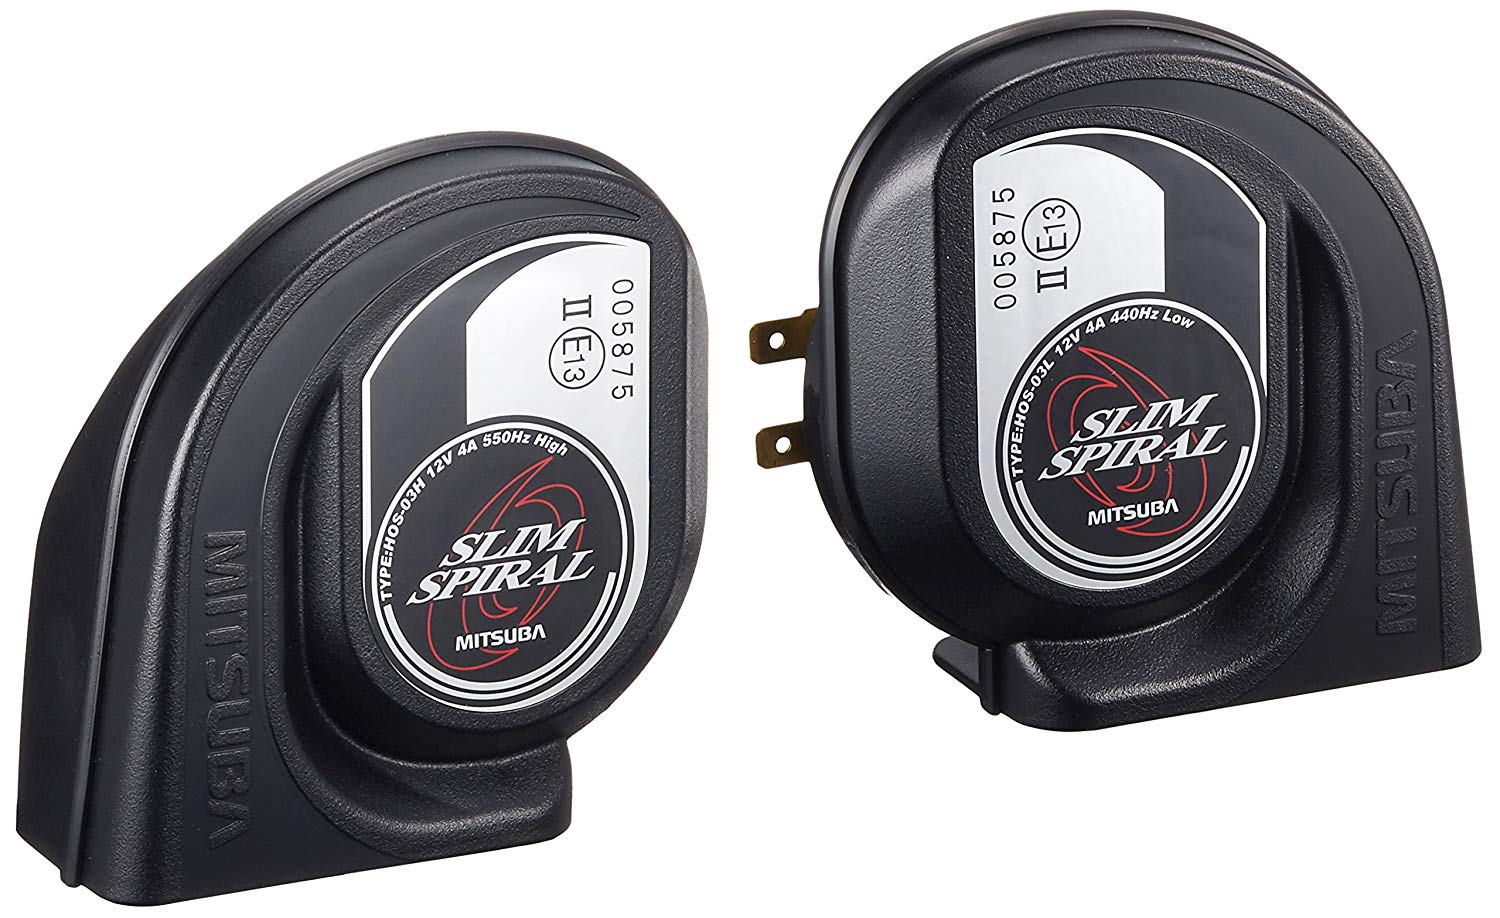 005875
II E13
TYPE:HOS-03H 12V 4A 550Hz High
SLIM
SPIRAL
MITSUBA
MITSUBA
005875
II E13
TYPE:HOS-03L 12V 4A 440Hz Low
SLIM
SPIRAL
MITSUBA
MITSUBA